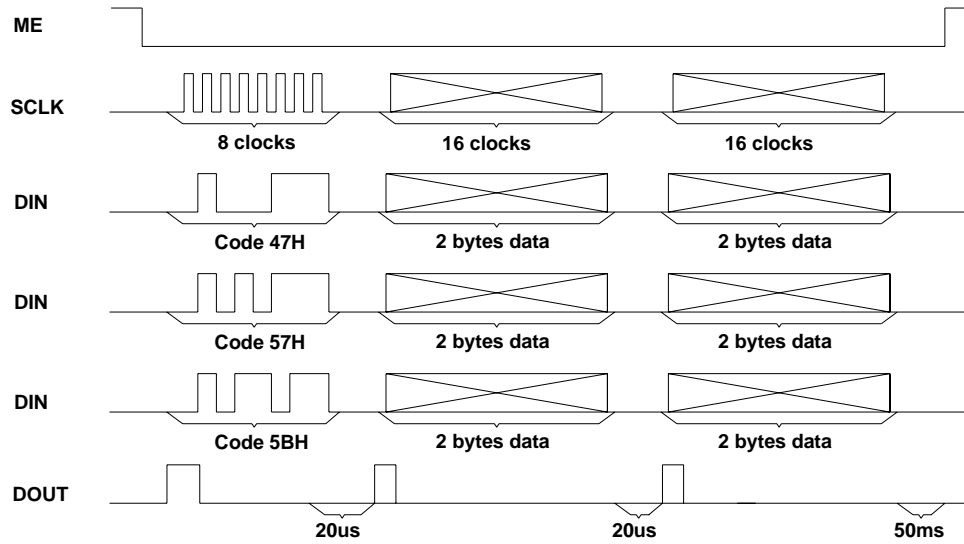 ME
SCLK
8 clocks
16 clocks
16 clocks
DIN
Code 47H
2 bytes data
2 bytes data
DIN
Code 57H
2 bytes data
2 bytes data
DIN
Code 5BH
2 bytes data
2 bytes data
DOUT
20us
20us
50ms